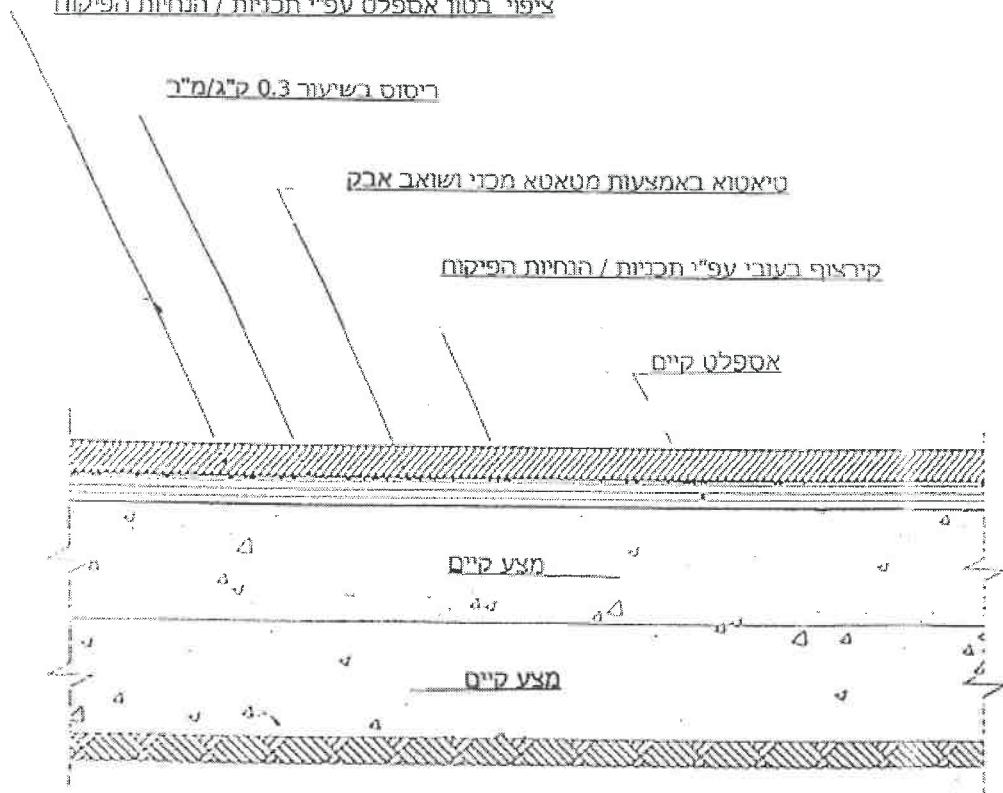 ציפוי בטון אספלט עפ"י תכניות / הנחיות הפיקוח
ריסוס בשיעור 0.3 ק"ג/מ"ר
טיאטוא באמצעות מטאטא מכני ושואב אבק
קירצוף בעובי עפ"י תכניות / הנחיות הפיקוח
אספלט קיים
מצע קיים
מצע קיים